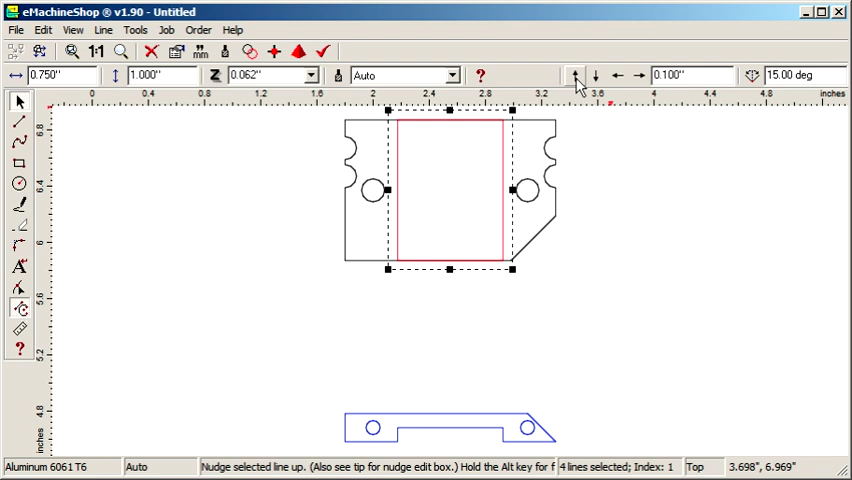 eMachineShop ® v1.90 - Untitled
File Edit View Line Tools Job Order Help
1:1 mm
0.750" 1.000" Z 0.062" Auto ? 0.100" 15.00 deg
0 0.4 0.8 1.2 1.6 2 2.4 2.8 3.2 3.6 4 4.4 4.8 inches
6.8
6.4
6
5.6
5.2
4.8
inches
A
?
Aluminum 6061 T6 Auto Nudge selected line up. (Also see tip for nudge edit box.) Hold the Alt key for f 4 lines selected; Index: 1 Top 3.698", 6.969"